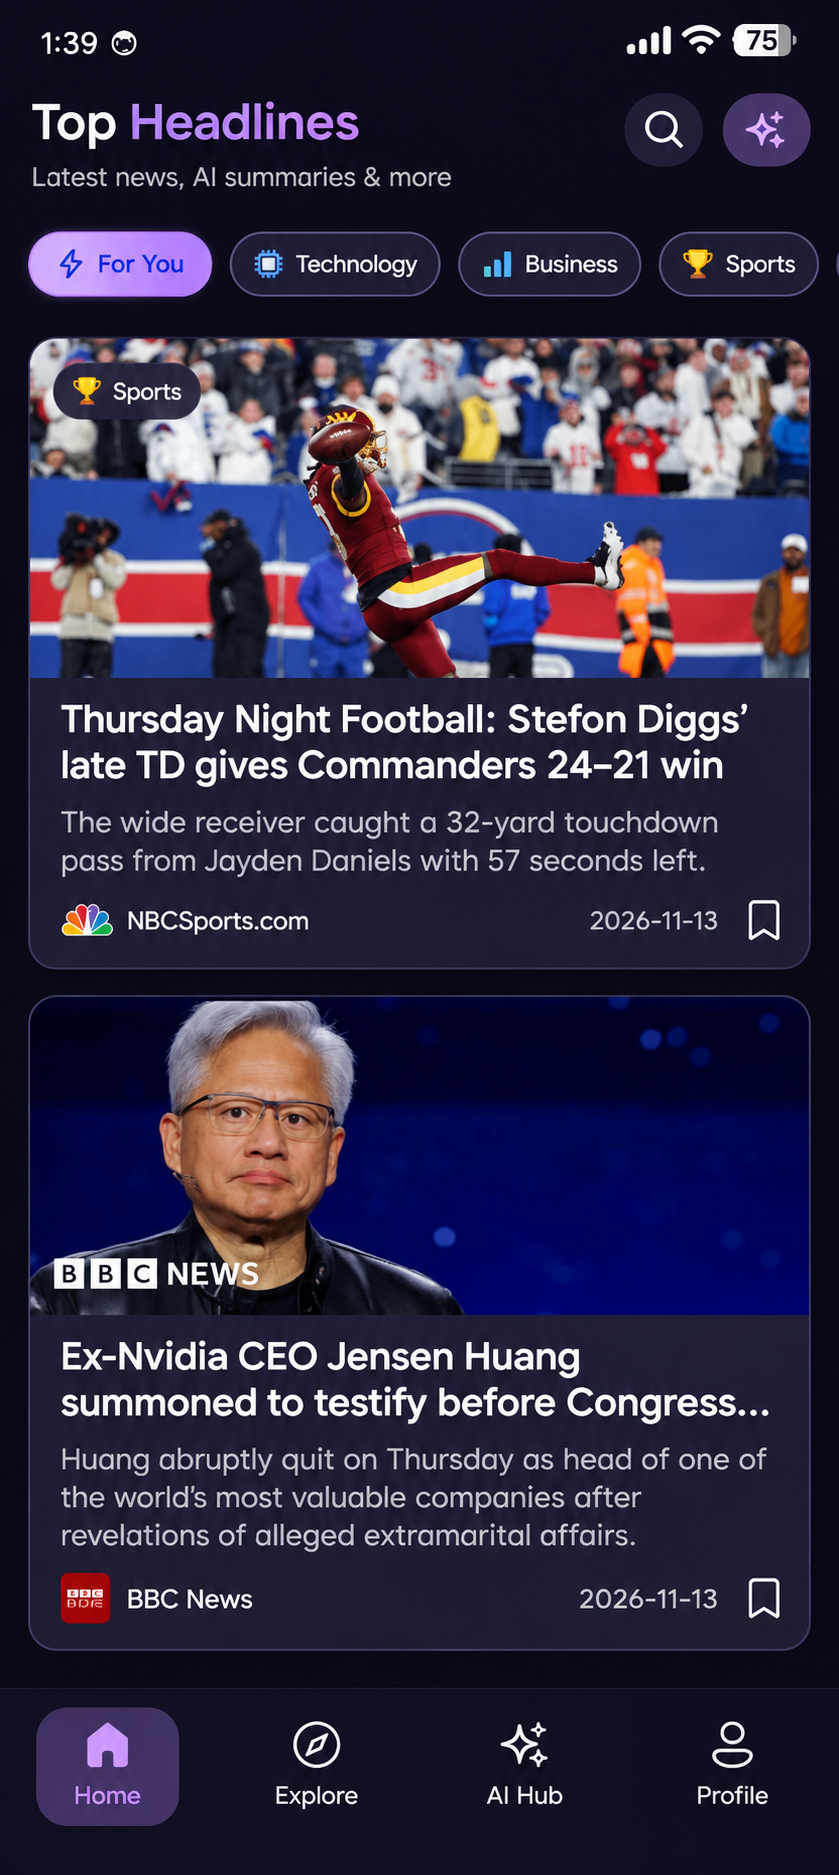 1:39
75
Top Headlines
Latest news, AI summaries & more
For You
Technology
Business
Sports
Sports
Thursday Night Football: Stefon Diggs’
late TD gives Commanders 24–21 win
The wide receiver caught a 32-yard touchdown
pass from Jayden Daniels with 57 seconds left.
NBCSports.com
2026-11-13
BBC NEWS
Ex-Nvidia CEO Jensen Huang
summoned to testify before Congress...
Huang abruptly quit on Thursday as head of one of
the world's most valuable companies after
revelations of alleged extramarital affairs.
BBC
BBC News
2026-11-13
Home
Explore
AI Hub
Profile